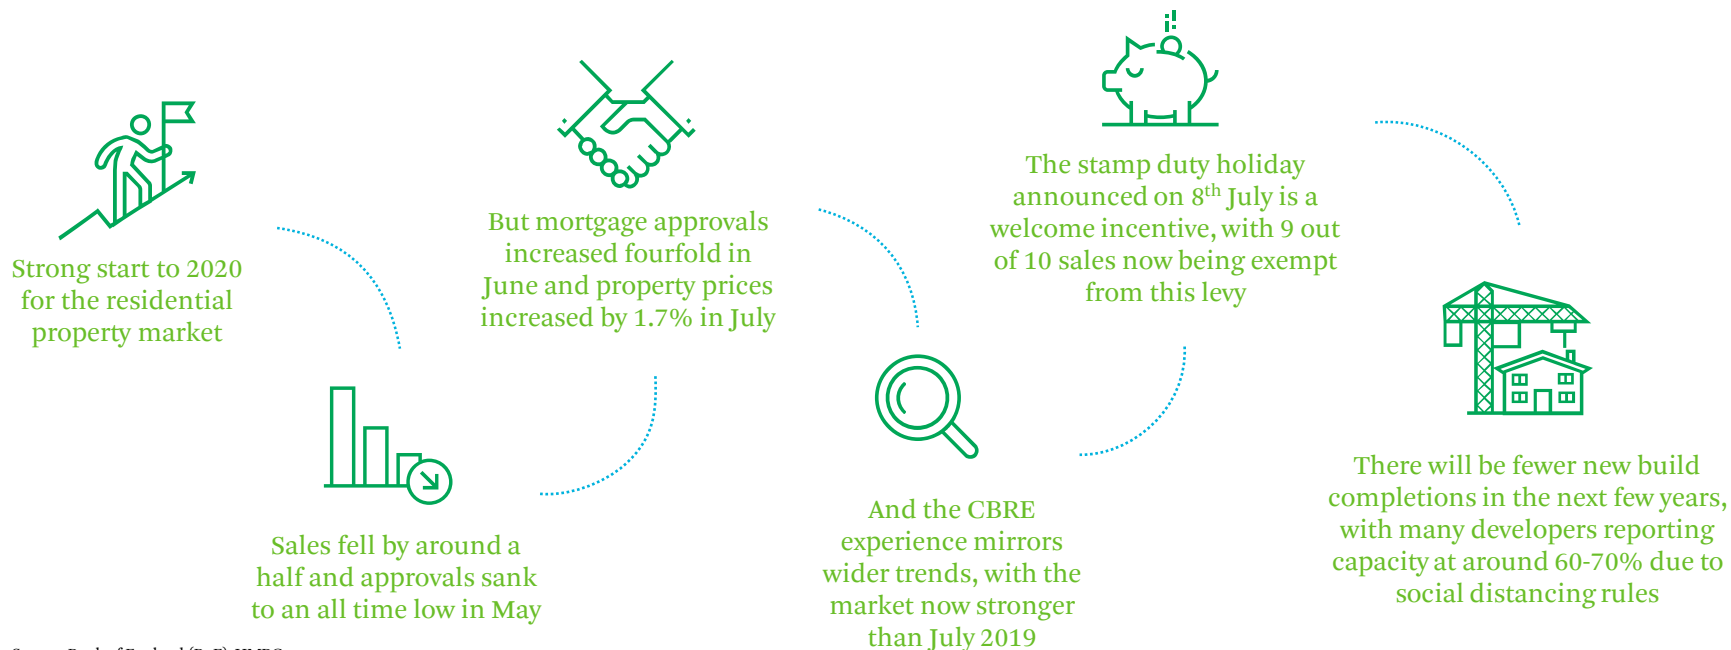 Strong start to 2020
for the residential
property market
Sales fell by around a
half and approvals sank
to an all time low in May
But mortgage approvals
increased fourfold in
June and property prices
increased by 1.7% in July
And the CBRE
experience mirrors
wider trends, with the
market now stronger
than July 2019
The stamp duty holiday
announced on 8th July is a
welcome incentive, with 9 out
of 10 sales now being exempt
from this levy
There will be fewer new build
completions in the next few years,
with many developers reporting
capacity at around 60-70% due to
social distancing rules